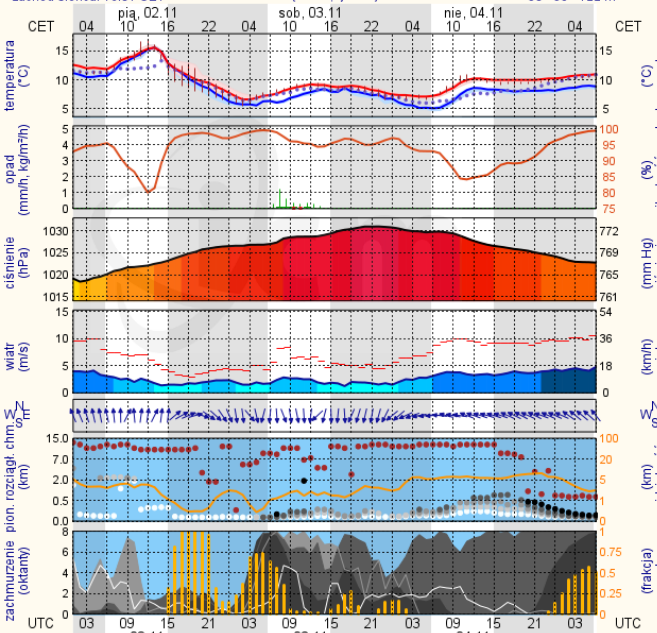 pią, 02.11 sob, 03.11 nie, 04.11
CET 04 10 16 22 04 10 16 22 04 10 16 22 04 CET
temperatura
(°C)
15 15
10 10
5 5
opad
(mm/h, kg/m²/h)
5 100
4 95
3 90
2 85
1 80
0 75
(%)
ciśnienie
(hPa)
1030 772
1025 769
1020 765
1015 761
(mm Hg)
wiatr
(m/s)
15 54
10 36
5 18
0 0
(km/h)
N
W E
S
pion. rozciągł. chm.
(km)
15.0 100
7.0 20
2.0 5
0.5 1
0.0 0
(km)
zachmurzenie
(oktanty)
8 1
6 0.75
4 0.5
2 0.25
0 0
(frakcja)
UTC 03 09 15 21 03 09 15 21 03 09 15 21 03 UTC